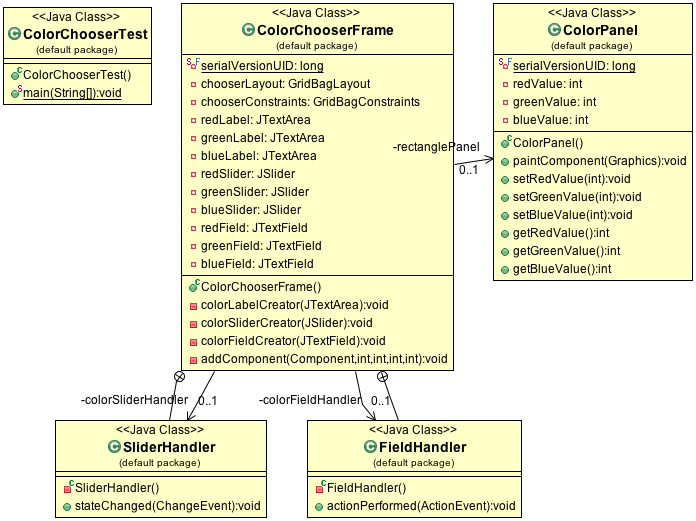 <<Java Class>>
ColorChooserTest
(default package)
ColorChooserTest()
main(String[]):void
<<Java Class>>
ColorChooserFrame
(default package)
serialVersionUID: long
chooserLayout: GridBagLayout
chooserConstraints: GridBagConstraints
redLabel: JTextArea
greenLabel: JTextArea
blueLabel: JTextArea
redSlider: JSlider
greenSlider: JSlider
blueSlider: JSlider
redField: JTextField
greenField: JTextField
blueField: JTextField
ColorChooserFrame()
colorLabelCreator(JTextArea):void
colorSliderCreator(JSlider):void
colorFieldCreator(JTextField):void
addComponent(Component,int,int,int,int):void
-rectanglePanel
0..1
<<Java Class>>
ColorPanel
(default package)
serialVersionUID: long
redValue: int
greenValue: int
blueValue: int
ColorPanel()
paintComponent(Graphics):void
setRedValue(int):void
setGreenValue(int):void
setBlueValue(int):void
getRedValue():int
getGreenValue():int
getBlueValue():int
-colorSliderHandler
0..1
-colorFieldHandler
0..1
<<Java Class>>
SliderHandler
(default package)
SliderHandler()
stateChanged(ChangeEvent):void
<<Java Class>>
FieldHandler
(default package)
FieldHandler()
actionPerformed(ActionEvent):void